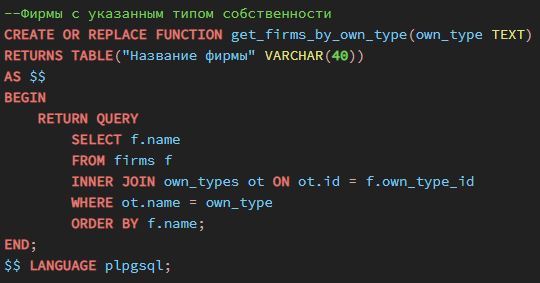 --Фирмы с указанным типом собственности
CREATE OR REPLACE FUNCTION get_firms_by_own_type(own_type TEXT)
RETURNS TABLE("Название фирмы" VARCHAR(40))
AS $$
BEGIN
    RETURN QUERY
        SELECT f.name
        FROM firms f
        INNER JOIN own_types ot ON ot.id = f.own_type_id
        WHERE ot.name = own_type
        ORDER BY f.name;
END;
$$ LANGUAGE plpgsql;